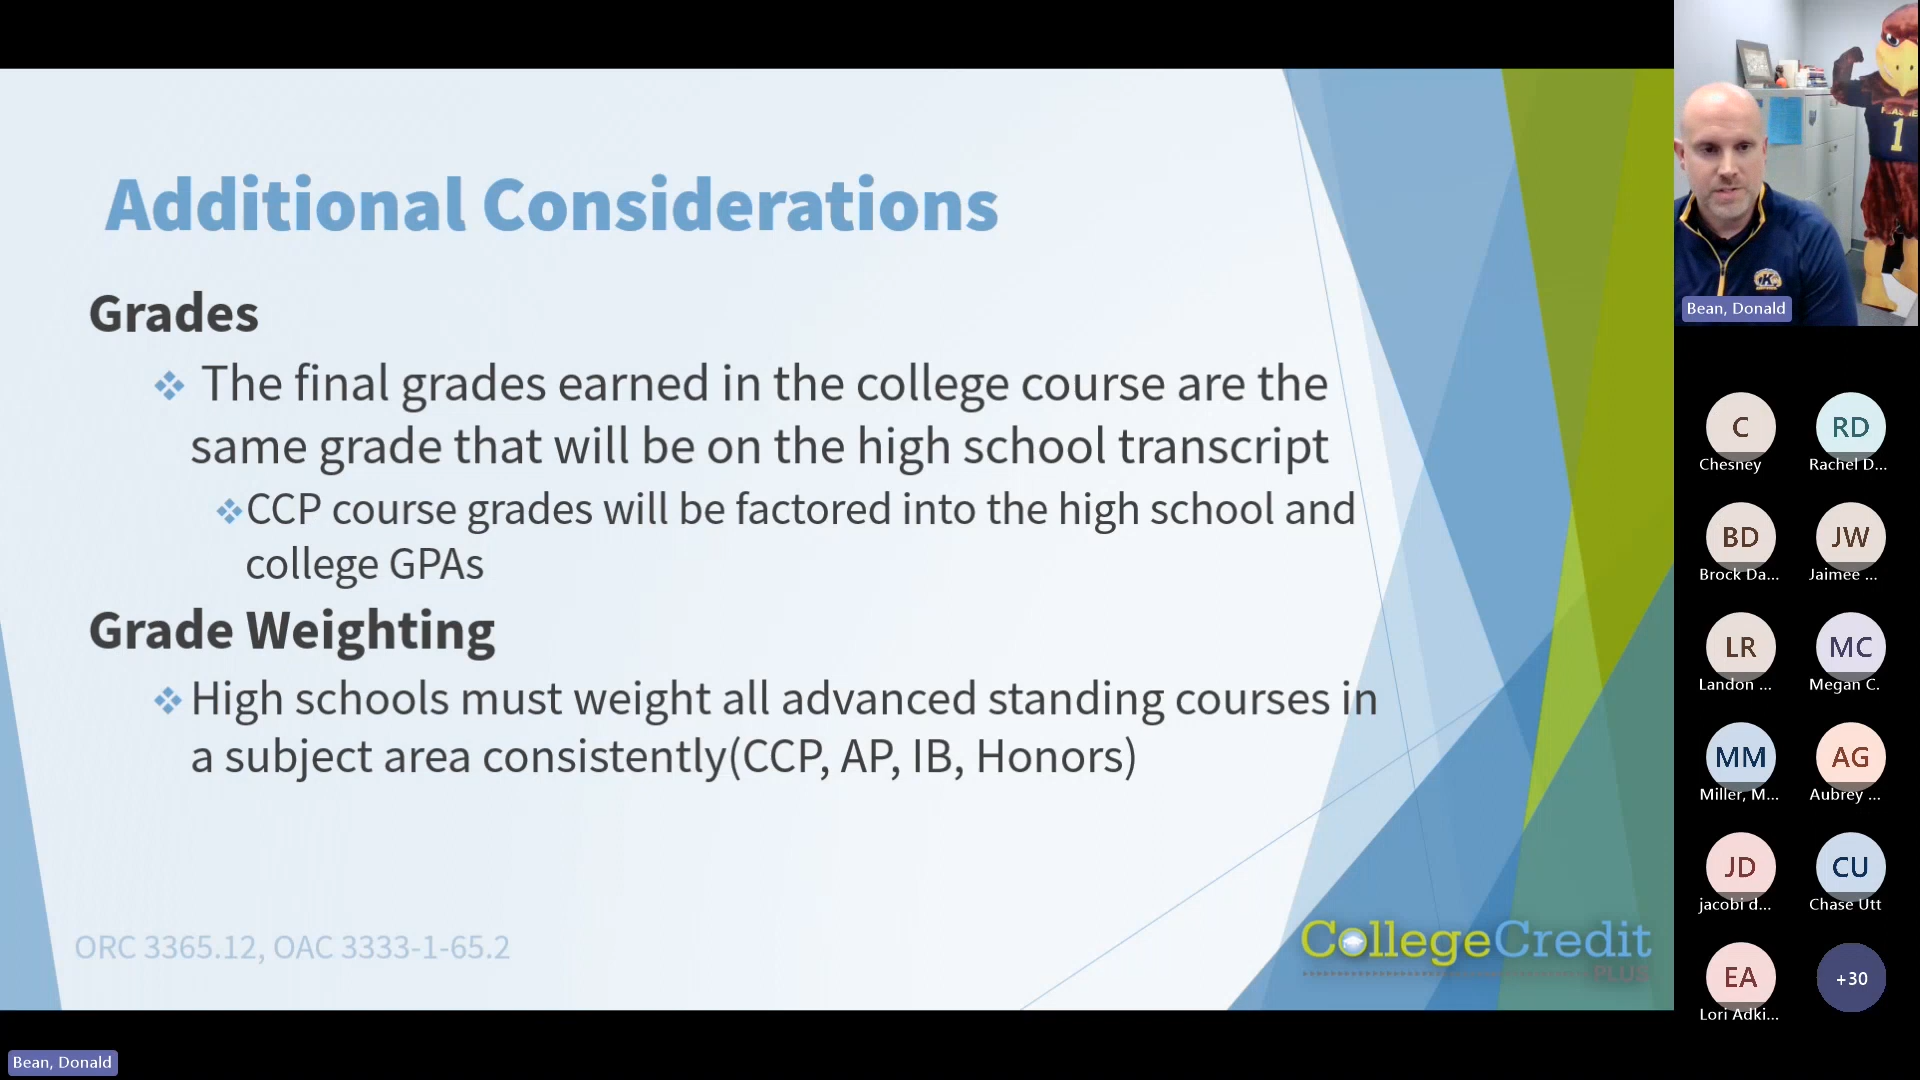 Additional Considerations
Grades
The final grades earned in the college course are the
same grade that will be on the high school transcript
CCP course grades will be factored into the high school and
college GPAs
Grade Weighting
High schools must weight all advanced standing courses in
a subject area consistently(CCP, AP, IB, Honors)
ORC 3365.12, OAC 3333-1-65.2
CollegeCredit
PLUS
Bean, Donald
1
Bean, Donald
C
Chesney
RD
Rachel D...
BD
Brock Da...
JW
Jaimee ...
LR
Landon ...
MC
Megan C.
MM
Miller, M...
AG
Aubrey ...
JD
jacobi d...
CU
Chase Utt
EA
Lori Adki...
+30